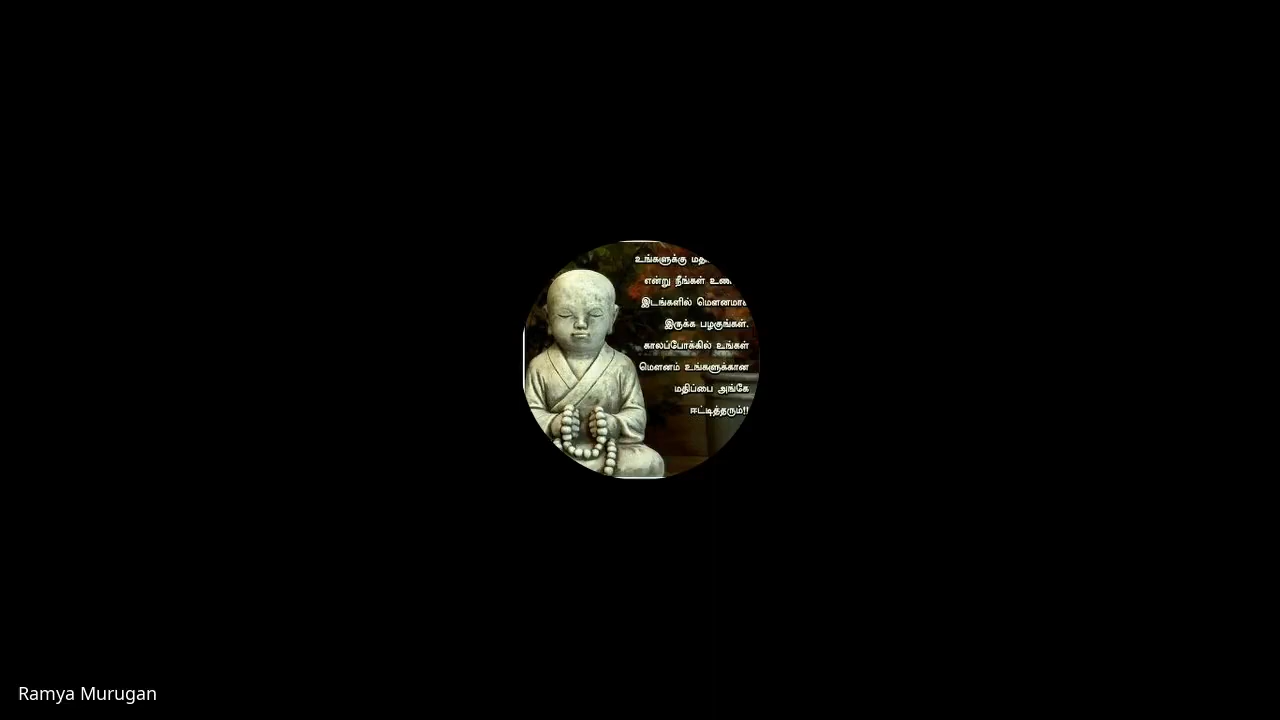 உங்களுக்கு
என்று நீங்கள்
இடங்களில்
இருக்க பழகுங்கள்.
காலப்போக்கில் உங்கள்
மௌனம் உங்களுக்கான
மதிப்பை அங்கே
ஈட்டித்தரும்!!
Ramya Murugan